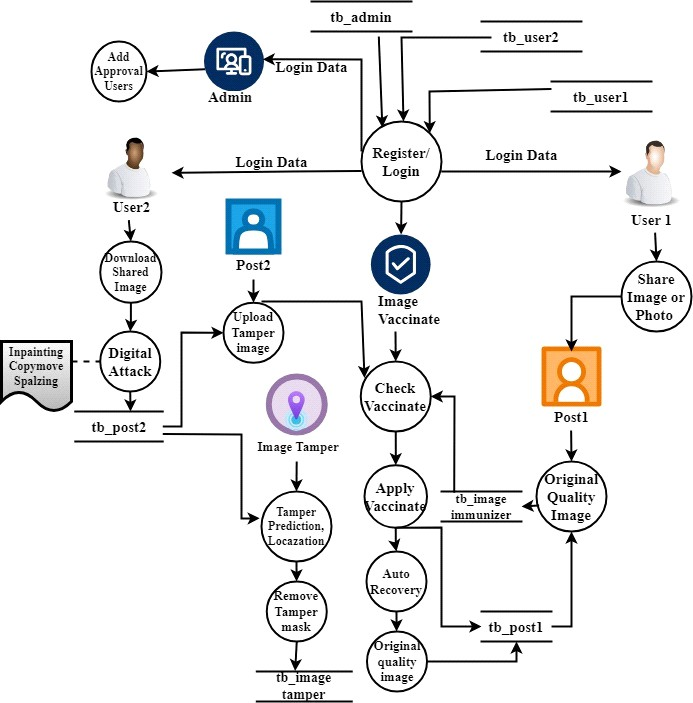 tb_admin
tb_user2
tb_user1
Add
Approval
Users
Admin
Login Data
Register/
Login
Login Data
Login Data
User2
User 1
Download
Shared
Image
Post2
Image
Vaccinate
Share
Image or
Photo
Upload
Tamper
image
Inpainting
Copymove
Spalzing
Digital
Attack
Check
Vaccinate
Post1
tb_post2
Image Tamper
Apply
Vaccinate
tb_image
immunizer
Original
Quality
Image
Tamper
Prediction,
Locazation
Auto
Recovery
Remove
Tamper
mask
tb_post1
Original
quality
image
tb_image
tamper